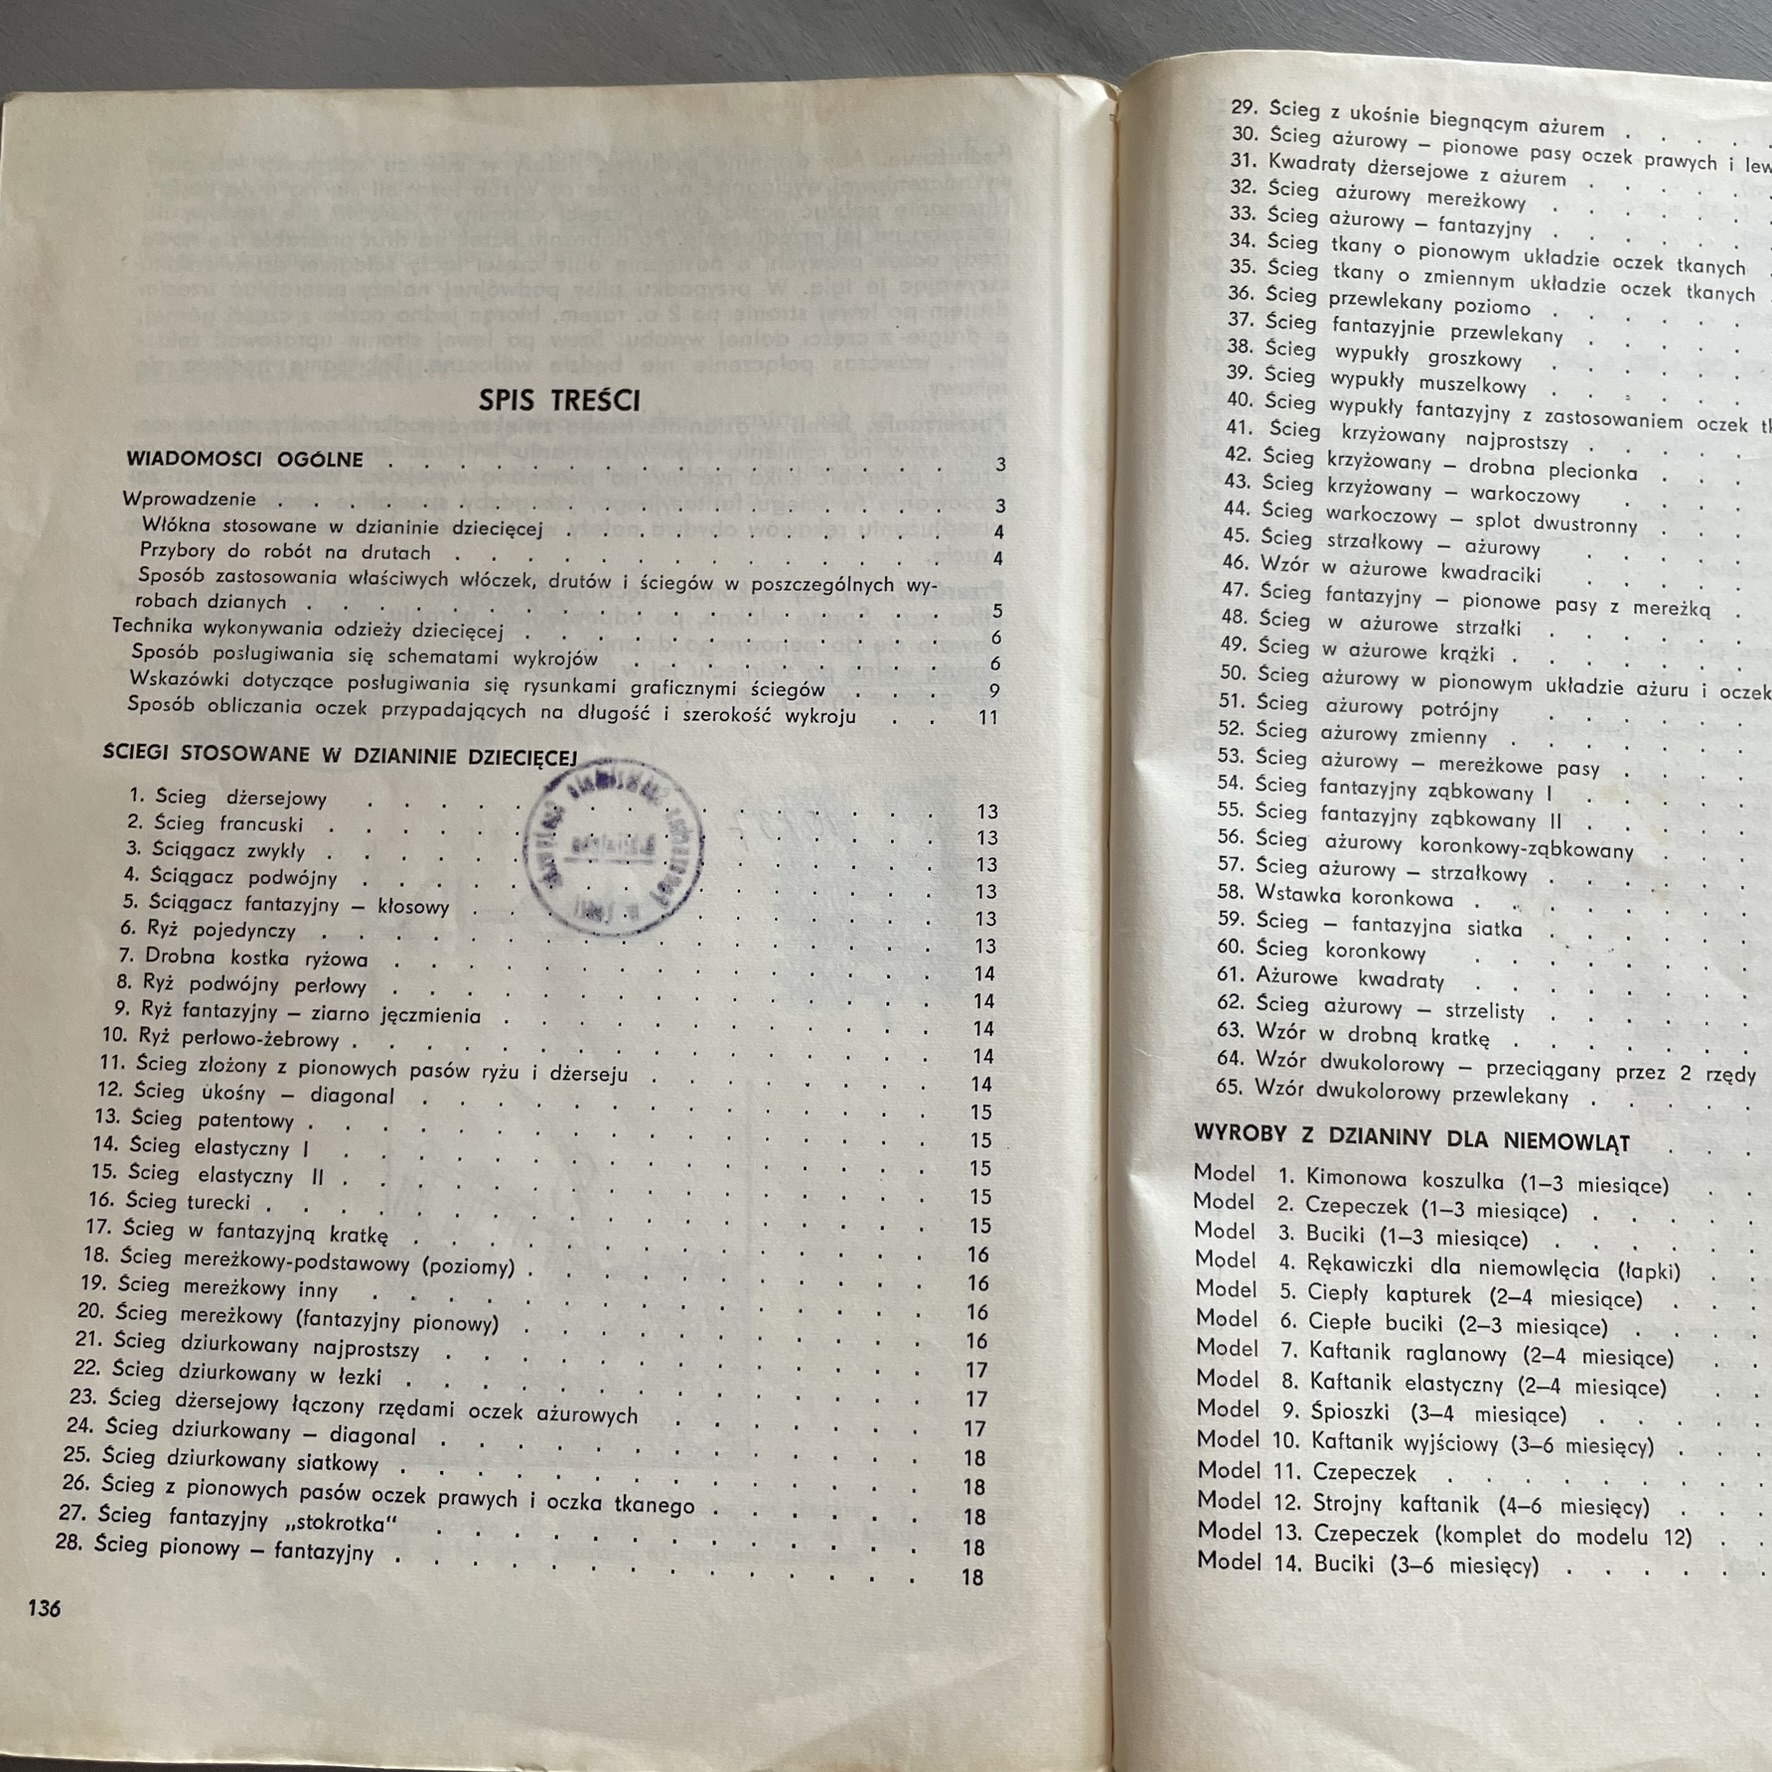 SPIS TREŚCI
WIADOMOŚCI OGÓLNE . . . . . . . . . . . . . . . . 3
Wprowadzenie . . . . . . . . . . . . . . . . . . . 3
Włókna stosowane w dzianinie dziecięcej . . . . . . . . . . . 4
Przybory do robót na drutach . . . . . . . . . . . . . . 4
Sposób zastosowania właściwych włóczek, drutów i ściegów w poszczególnych wy-
robach dzianych . . . . . . . . . . . . . . . . . . 5
Technika wykonywania odzieży dziecięcej . . . . . . . . . . . . 6
Sposób posługiwania się schematami wykrojów . . . . . . . . . 6
Wskazówki dotyczące posługiwania się rysunkami graficznymi ściegów . . . 9
Sposób obliczania oczek przypadających na długość i szerokość wykroju . . 11
ŚCIEGI STOSOWANE W DZIANINIE DZIECIĘCEJ
1. Ścieg dżersejowy . . . . . . . . . . . . . . . . 13
2. Ścieg francuski . . . . . . . . . . . . . . . . . 13
3. Ściągacz zwykły . . . . . . . . . . . . . . . . . 13
4. Ściągacz podwójny . . . . . . . . . . . . . . . . 13
5. Ściągacz fantazyjny – kłosowy . . . . . . . . . . . . . 13
6. Ryż pojedynczy . . . . . . . . . . . . . . . . . 13
7. Drobna kostka ryżowa . . . . . . . . . . . . . . . 14
8. Ryż podwójny perłowy . . . . . . . . . . . . . . . 14
9. Ryż fantazyjny – ziarno jęczmienia . . . . . . . . . . . . 14
10. Ryż perłowo-żebrowy . . . . . . . . . . . . . . . . 14
11. Ścieg złożony z pionowych pasów ryżu i dżerseju . . . . . . . . 14
12. Ścieg ukośny – diagonal . . . . . . . . . . . . . . 15
13. Ścieg patentowy . . . . . . . . . . . . . . . . . 15
14. Ścieg elastyczny I . . . . . . . . . . . . . . . . 15
15. Ścieg elastyczny II . . . . . . . . . . . . . . . . 15
16. Ścieg turecki . . . . . . . . . . . . . . . . . . 15
17. Ścieg w fantazyjną kratkę . . . . . . . . . . . . . . 16
18. Ścieg mereżkowy-podstawowy (poziomy) . . . . . . . . . . . 16
19. Ścieg mereżkowy inny . . . . . . . . . . . . . . . 16
20. Ścieg mereżkowy (fantazyjny pionowy) . . . . . . . . . . . 16
21. Ścieg dziurkowany najprostszy . . . . . . . . . . . . . 17
22. Ścieg dziurkowany w łezki . . . . . . . . . . . . . . 17
23. Ścieg dżersejowy łączony rzędami oczek ażurowych . . . . . . . 17
24. Ścieg dziurkowany – diagonal . . . . . . . . . . . . . 18
25. Ścieg dziurkowany siatkowy . . . . . . . . . . . . . . 18
26. Ścieg z pionowych pasów oczek prawych i oczka tkanego . . . . . . 18
27. Ścieg fantazyjny „stokrotka“ . . . . . . . . . . . . . 18
28. Ścieg pionowy – fantazyjny . . . . . . . . . . . . . . 18
136
29. Ścieg z ukośnie biegnącym ażurem . . . .
30. Ścieg ażurowy – pionowe pasy oczek prawych i lew
31. Kwadraty dżersejowe z ażurem . . . . .
32. Ścieg ażurowy mereżkowy . . . . . .
33. Ścieg ażurowy – fantazyjny . . . . . .
34. Ścieg tkany o pionowym układzie oczek tkanych .
35. Ścieg tkany o zmiennym układzie oczek tkanych .
36. Ścieg przewlekany poziomo . . . . . .
37. Ścieg fantazyjnie przewlekany . . . . .
38. Ścieg wypukły groszkowy . . . . . .
39. Ścieg wypukły muszelkowy . . . . . .
40. Ścieg wypukły fantazyjny z zastosowaniem oczek tk
41. Ścieg krzyżowany najprostszy . . . . .
42. Ścieg krzyżowany – drobna plecionka . . .
43. Ścieg krzyżowany – warkoczowy . . . .
44. Ścieg warkoczowy – splot dwustronny . . .
45. Ścieg strzałkowy – ażurowy . . . . .
46. Wzór w ażurowe kwadraciki . . . . .
47. Ścieg fantazyjny – pionowe pasy z mereżką .
48. Ścieg w ażurowe strzałki . . . . . .
49. Ścieg w ażurowe krążki . . . . . . .
50. Ścieg ażurowy w pionowym układzie ażuru i oczek
51. Ścieg ażurowy potrójny . . . . . .
52. Ścieg ażurowy zmienny . . . . . . .
53. Ścieg ażurowy – mereżkowe pasy . . . .
54. Ścieg fantazyjny ząbkowany I . . . . .
55. Ścieg fantazyjny ząbkowany II . . . . .
56. Ścieg ażurowy koronkowy-ząbkowany . . .
57. Ścieg ażurowy – strzałkowy . . . . . .
58. Wstawka koronkowa . . . . . . . .
59. Ścieg – fantazyjna siatka . . . . . .
60. Ścieg koronkowy . . . . . . . .
61. Ażurowe kwadraty . . . . . . . .
62. Ścieg ażurowy – strzelisty . . . . . .
63. Wzór w drobną kratkę . . . . . . .
64. Wzór dwukolorowy – przeciągany przez 2 rzędy
65. Wzór dwukolorowy przewlekany . . . . .
WYROBY Z DZIANINY DLA NIEMOWLĄT . . .
Model 1. Kimonowa koszulka (1–3 miesiące) . .
Model 2. Czepeczek (1–3 miesiące) . . . . .
Model 3. Buciki (1–3 miesiące) . . . . . .
Model 4. Rękawiczki dla niemowlęcia (łapki) . .
Model 5. Ciepły kapturek (2–4 miesiące) . . .
Model 6. Ciepłe buciki (2–3 miesiące) . . . .
Model 7. Kaftanik raglanowy (2–4 miesiące) . .
Model 8. Kaftanik elastyczny (2–4 miesiące) . .
Model 9. Śpioszki (3–4 miesiące) . . . . .
Model 10. Kaftanik wyjściowy (3–6 miesięcy) . . .
Model 11. Czepeczek . . . . . . . . .
Model 12. Strojny kaftanik (4–6 miesięcy) . . .
Model 13. Czepeczek (komplet do modelu 12) . .
Model 14. Buciki (3–6 miesięcy) . . . . . .